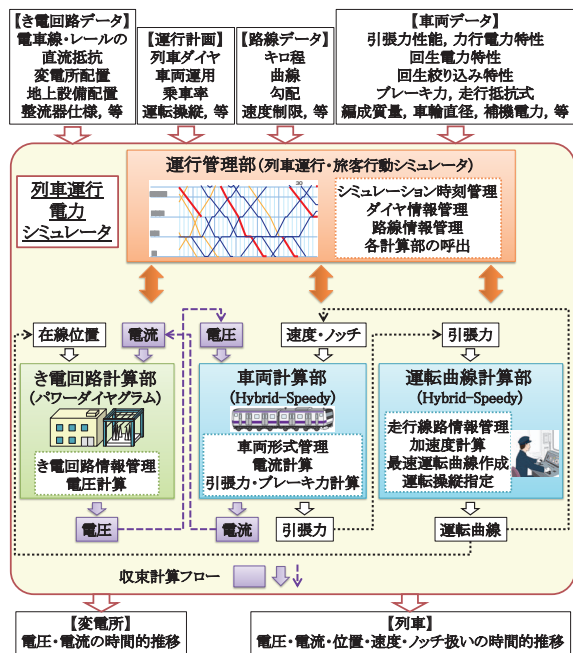 【き電回路データ】
電車線・レールの
直流抵抗
変電所配置
地上設備配置
整流器仕様, 等
【運行計画】
列車ダイヤ
車両運用
乗車率
運転操縦, 等
【路線データ】
キロ程
曲線
勾配
速度制限, 等
【車両データ】
引張力性能, 力行電力特性
回生電力特性
回生絞り込み特性
ブレーキ力, 走行抵抗式
編成質量, 車輪直径, 補機電力, 等
列車運行
電力
シミュレータ
運行管理部(列車運行・旅客行動シミュレータ)
30
シミュレーション時刻管理
ダイヤ情報管理
路線情報管理
各計算部の呼出
在線位置
電流
電圧
速度・ノッチ
引張力
き電回路計算部
(パワーダイヤグラム)
き電回路情報管理
電圧計算
車両計算部
(Hybrid-Speedy)
車両形式管理
電流計算
引張力・ブレーキ力計算
運転曲線計算部
(Hybrid-Speedy)
走行線路情報管理
加速度計算
最速運転曲線作成
運転操縦指定
電圧
電流
引張力
運転曲線
収束計算フロー
【変電所】
電圧・電流の時間的推移
【列車】
電圧・電流・位置・速度・ノッチ扱いの時間的推移